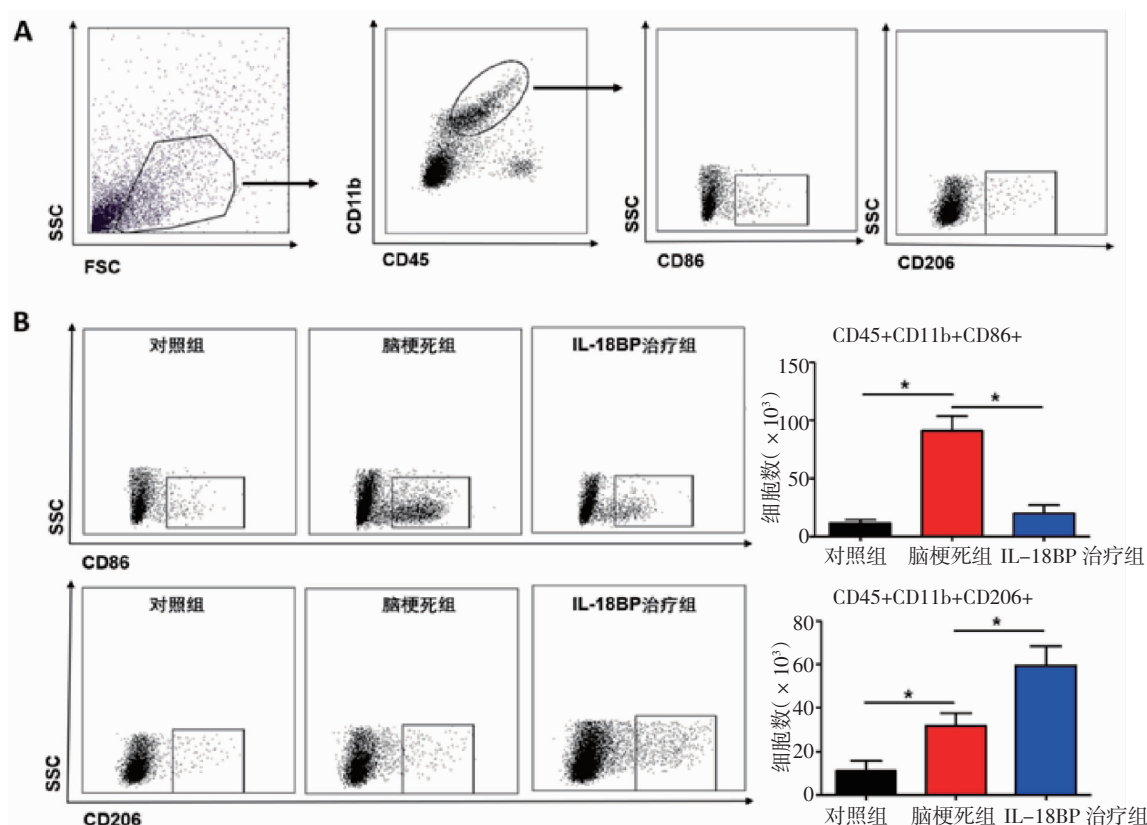 A
SSC
FSC
CD11b
CD45
SSC
CD86
SSC
CD206
B
对照组
脑梗死组
IL-18BP治疗组
SSC
CD86
CD45+CD11b+CD86+
细胞数(×10³)
150
100
50
0
*
*
对照组
脑梗死组
IL-18BP 治疗组
对照组
脑梗死组
IL-18BP治疗组
SSC
CD206
CD45+CD11b+CD206+
细胞数(×10³)
80
60
40
20
0
*
*
对照组
脑梗死组
IL-18BP 治疗组